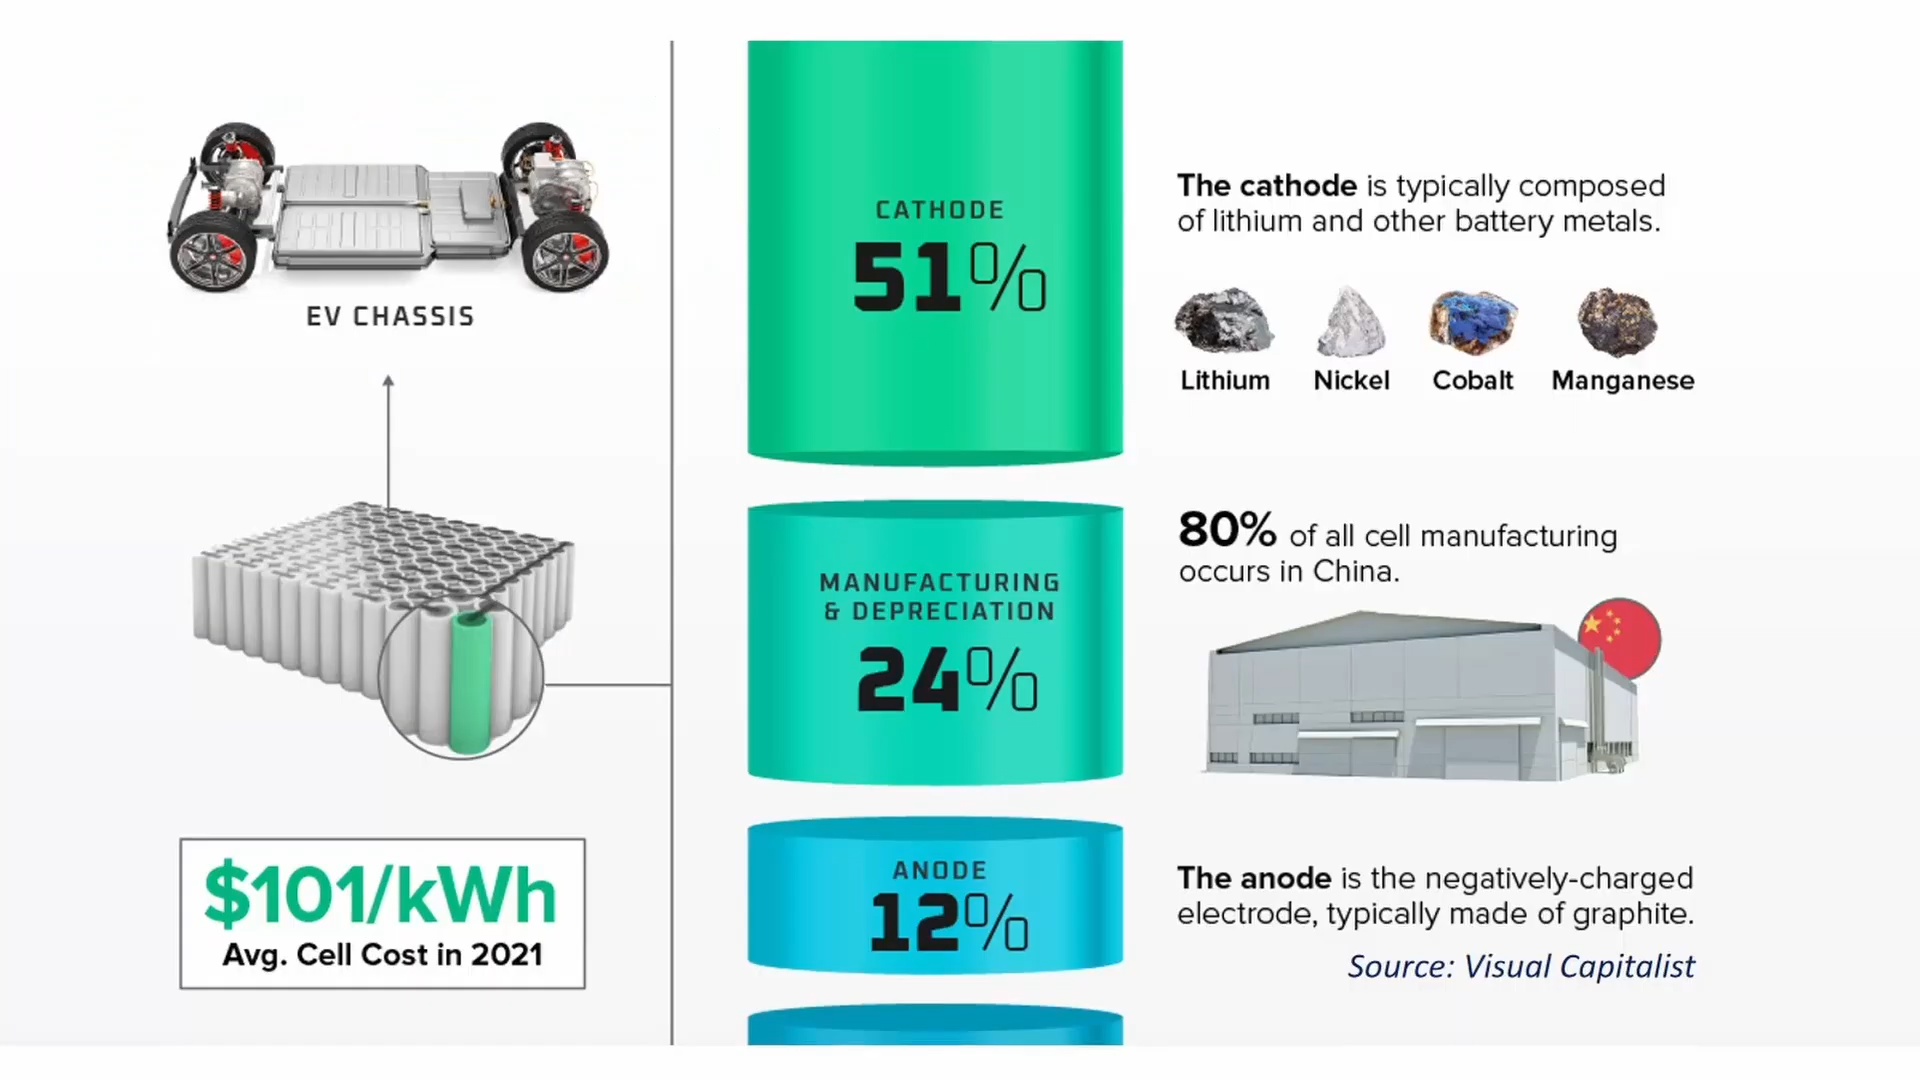 EV CHASSIS
$101/kWh
Avg. Cell Cost in 2021
CATHODE
51%
The cathode is typically composed
of lithium and other battery metals.
Lithium
Nickel
Cobalt
Manganese
MANUFACTURING
& DEPRECIATION
24%
80% of all cell manufacturing
occurs in China.
ANODE
12%
The anode is the negatively-charged
electrode, typically made of graphite.
Source: Visual Capitalist